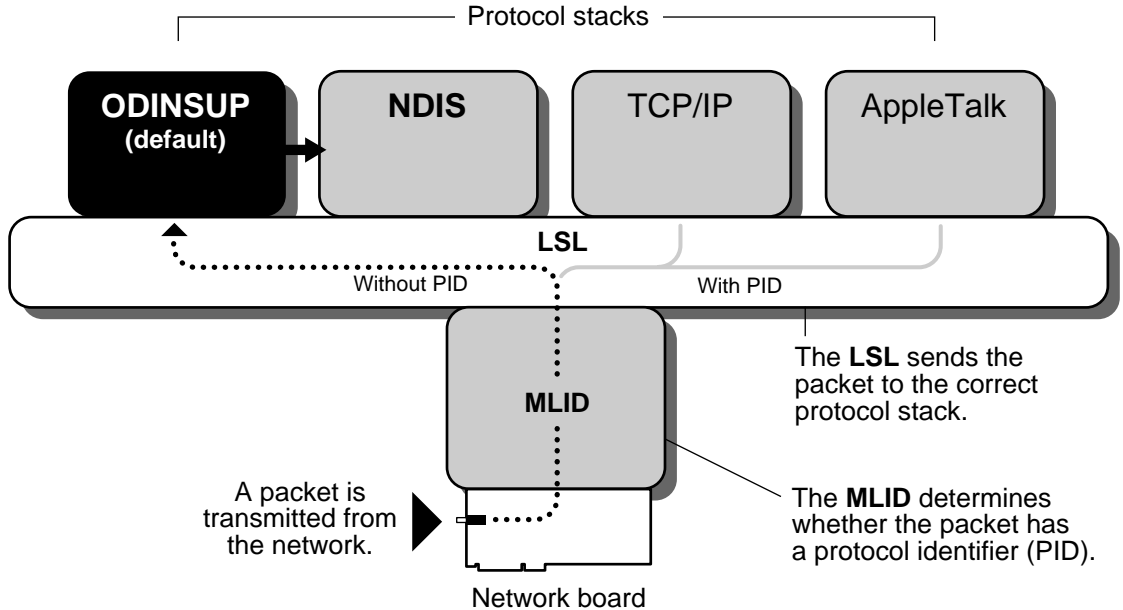 Protocol stacks
ODINSUP
(default)
NDIS
TCP/IP
AppleTalk
LSL
Without PID
With PID
The LSL sends the
packet to the correct
protocol stack.
MLID
A packet is
transmitted from
the network.
The MLID determines
whether the packet has
a protocol identifier (PID).
Network board